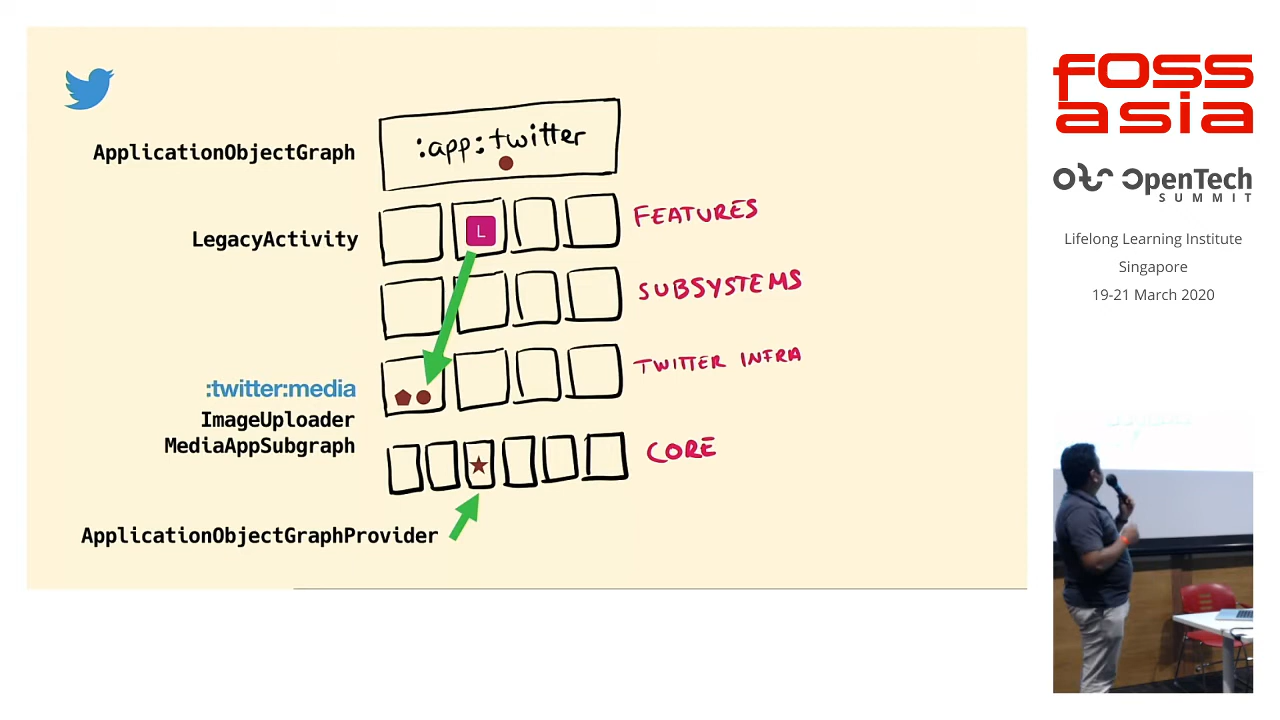 ApplicationObjectGraph
:app:twitter
LegacyActivity
L
FEATURES
SUBSYSTEMS
TWITTER INFRA
:twitter:media
ImageUploader
MediaAppSubgraph
CORE
ApplicationObjectGraphProvider
FOSS
asia
OpenTech
SUMMIT
Lifelong Learning Institute
Singapore
19-21 March 2020